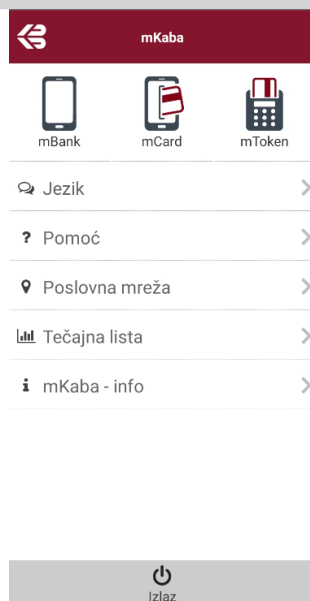 mKaba
mBank mCard mToken
Jezik
Pomoć
Poslovna mreža
Tečajna lista
mKaba - info
Izlaz